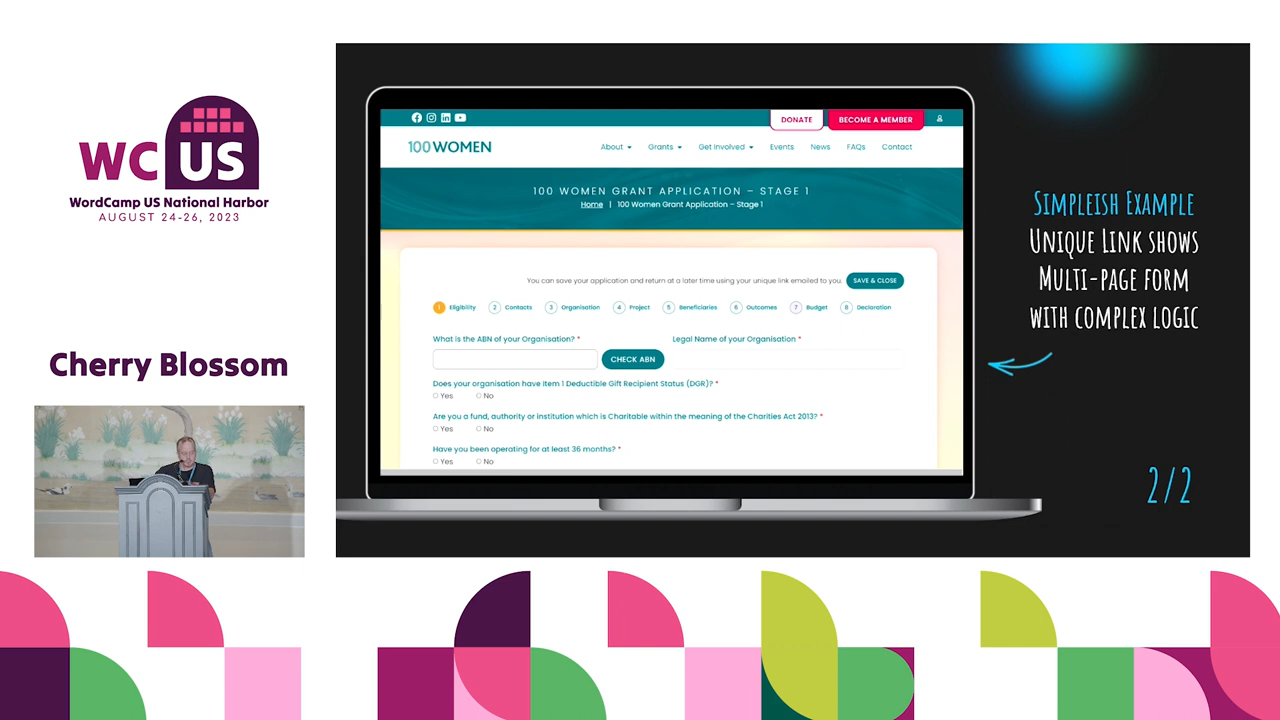 WC US
WordCamp US National Harbor
AUGUST 24-26, 2023
Cherry Blossom
DONATE
BECOME A MEMBER
100 WOMEN
About
Grants
Get Involved
Events
News
FAQs
Contact
100 WOMEN GRANT APPLICATION – STAGE 1
Home | 100 Women Grant Application – Stage 1
You can save your application and return at a later time using your unique link emailed to you.
SAVE & CLOSE
1 Eligibility
2 Contacts
3 Organisation
4 Project
5 Beneficiaries
6 Outcomes
7 Budget
8 Declaration
What is the ABN of your Organisation? *
CHECK ABN
Legal Name of your Organisation *
Does your organisation have Item 1 Deductible Gift Recipient Status (DGR)? *
Yes No
Are you a fund, authority or institution which is Charitable within the meaning of the Charities Act 2013? *
Yes No
Have you been operating for at least 36 months? *
Yes No
Simpleish Example
Unique Link shows
Multi-page form
with complex logic
2/2